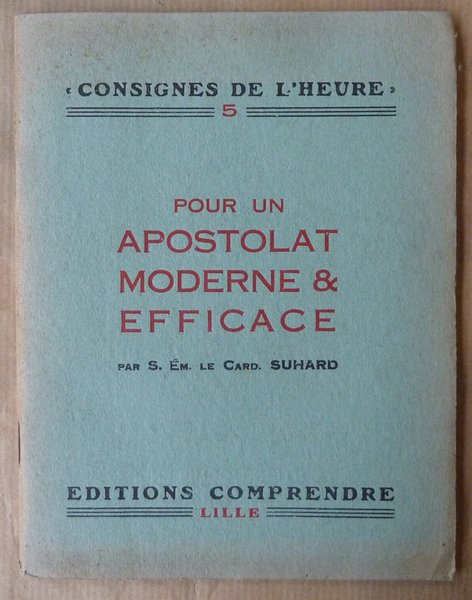 « CONSIGNES DE L'HEURE »
5
POUR UN
APOSTOLAT
MODERNE &
EFFICACE
PAR S. ÉM. LE CARD. SUHARD
EDITIONS COMPRENDRE
LILLE